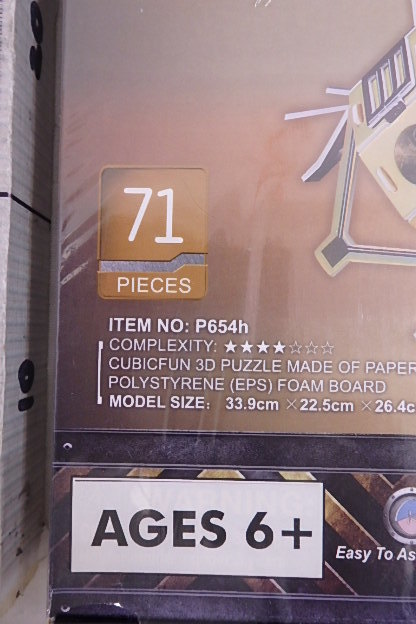 71
PIECES
ITEM NO: P654h
COMPLEXITY: ★★★★☆☆☆
CUBICFUN 3D PUZZLE MADE OF PAPER
POLYSTYRENE (EPS) FOAM BOARD
MODEL SIZE: 33.9cm ×22.5cm ×26.4c
AGES 6+
Easy To As